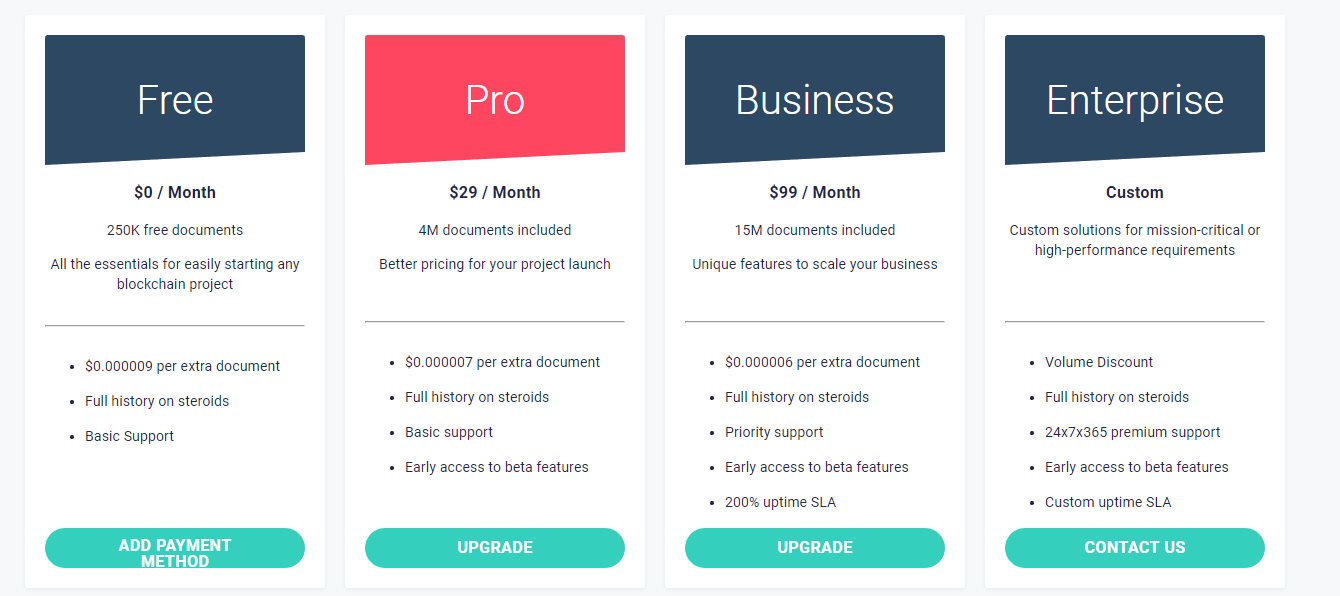 Free
$0 / Month
250K free documents
All the essentials for easily starting any
blockchain project
$0.000009 per extra document
Full history on steroids
Basic Support
ADD PAYMENT
METHOD
Pro
$29 / Month
4M documents included
Better pricing for your project launch
$0.000007 per extra document
Full history on steroids
Basic support
Early access to beta features
UPGRADE
Business
$99 / Month
15M documents included
Unique features to scale your business
$0.000006 per extra document
Full history on steroids
Priority support
Early access to beta features
200% uptime SLA
UPGRADE
Enterprise
Custom
Custom solutions for mission-critical or
high-performance requirements
Volume Discount
Full history on steroids
24x7x365 premium support
Early access to beta features
Custom uptime SLA
CONTACT US